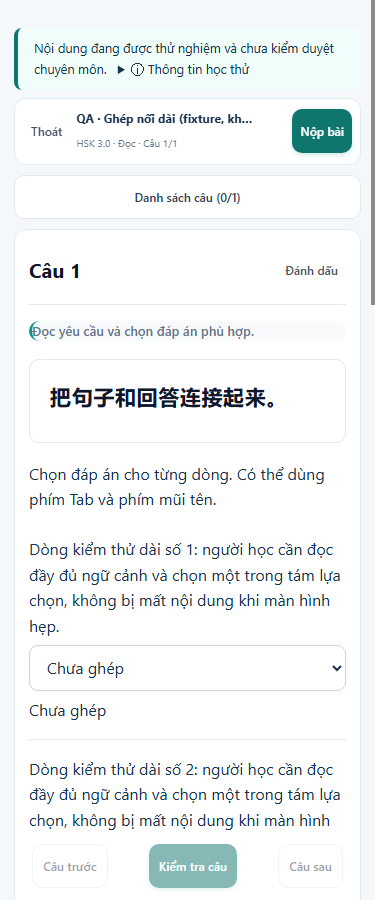 Nội dung đang được thử nghiệm và chưa kiểm duyệt
chuyên môn. ▶ ⓘ Thông tin học thử
Thoát
QA · Ghép nối dài (fixture, kh...
HSK 3.0 · Đọc · Câu 1/1
Nộp bài
Danh sách câu (0/1)
Câu 1
Đánh dấu
Đọc yêu cầu và chọn đáp án phù hợp.
把句子和回答连接起来。
Chọn đáp án cho từng dòng. Có thể dùng
phím Tab và phím mũi tên.
Dòng kiểm thử dài số 1: người học cần đọc
đầy đủ ngữ cảnh và chọn một trong tám lựa
chọn, không bị mất nội dung khi màn hình
hẹp.
Chưa ghép
Chưa ghép
Dòng kiểm thử dài số 2: người học cần đọc
đầy đủ ngữ cảnh và chọn một trong tám lựa
chọn, không bị mất nội dung khi màn hình
Câu trước
Kiểm tra câu
Câu sau